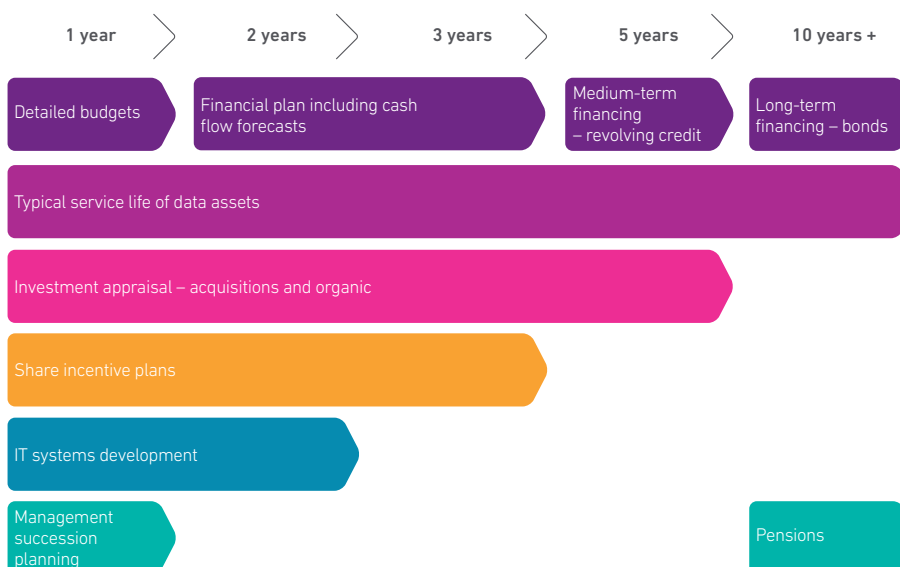 1 year
2 years
3 years
5 years
10 years +
Detailed budgets
Financial plan including cash
flow forecasts
Medium-term
financing
– revolving credit
Long-term
financing – bonds
Typical service life of data assets
Investment appraisal – acquisitions and organic
Share incentive plans
IT systems development
Management
succession
planning
Pensions